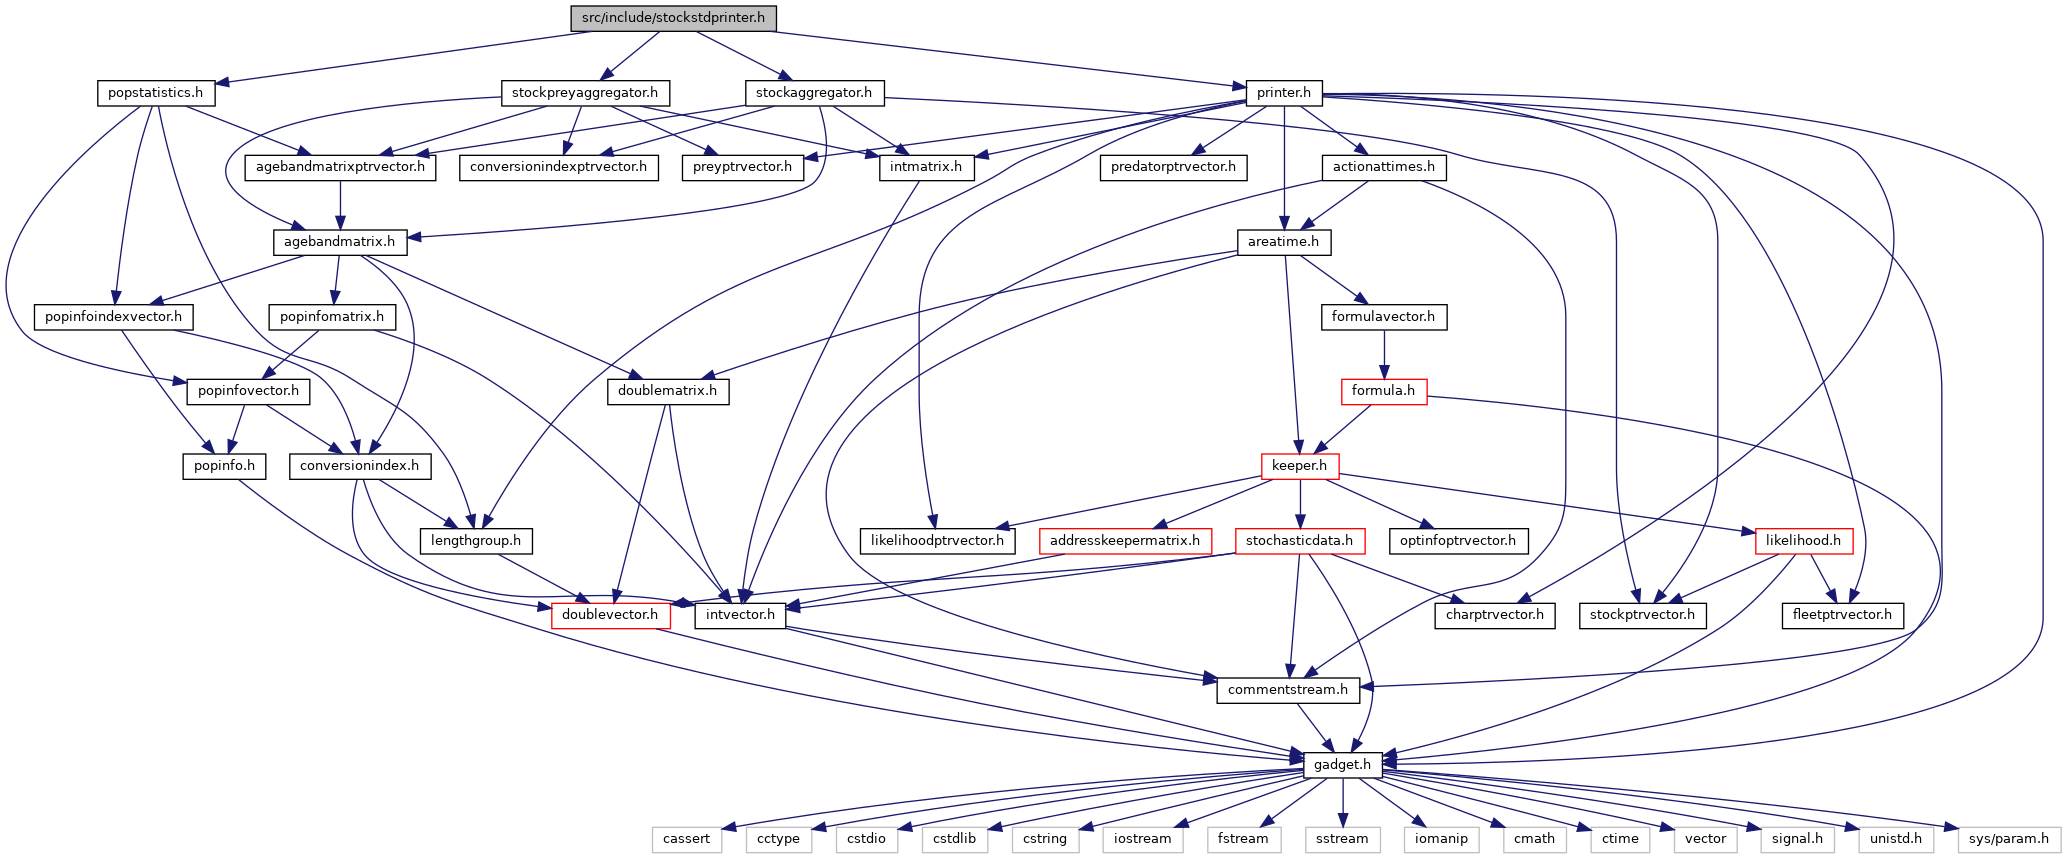 src/include/stockstdprinter.h
popstatistics.h
stockpreyaggregator.h
stockaggregator.h
printer.h
agebandmatrixptrvector.h
conversionindexptrvector.h
preyptrvector.h
intmatrix.h
predatorptrvector.h
actionattimes.h
agebandmatrix.h
areatime.h
popinfoindexvector.h
popinfomatrix.h
formulavector.h
popinfovector.h
doublematrix.h
formula.h
popinfo.h
conversionindex.h
keeper.h
lengthgroup.h
likelihoodptrvector.h
addresskeepermatrix.h
stochasticdata.h
optinfoptrvector.h
likelihood.h
doublevector.h
intvector.h
charptrvector.h
stockptrvector.h
fleetptrvector.h
commentstream.h
gadget.h
cassert
cctype
cstdio
cstdlib
cstring
iostream
fstream
sstream
iomanip
cmath
ctime
vector
signal.h
unistd.h
sys/param.h